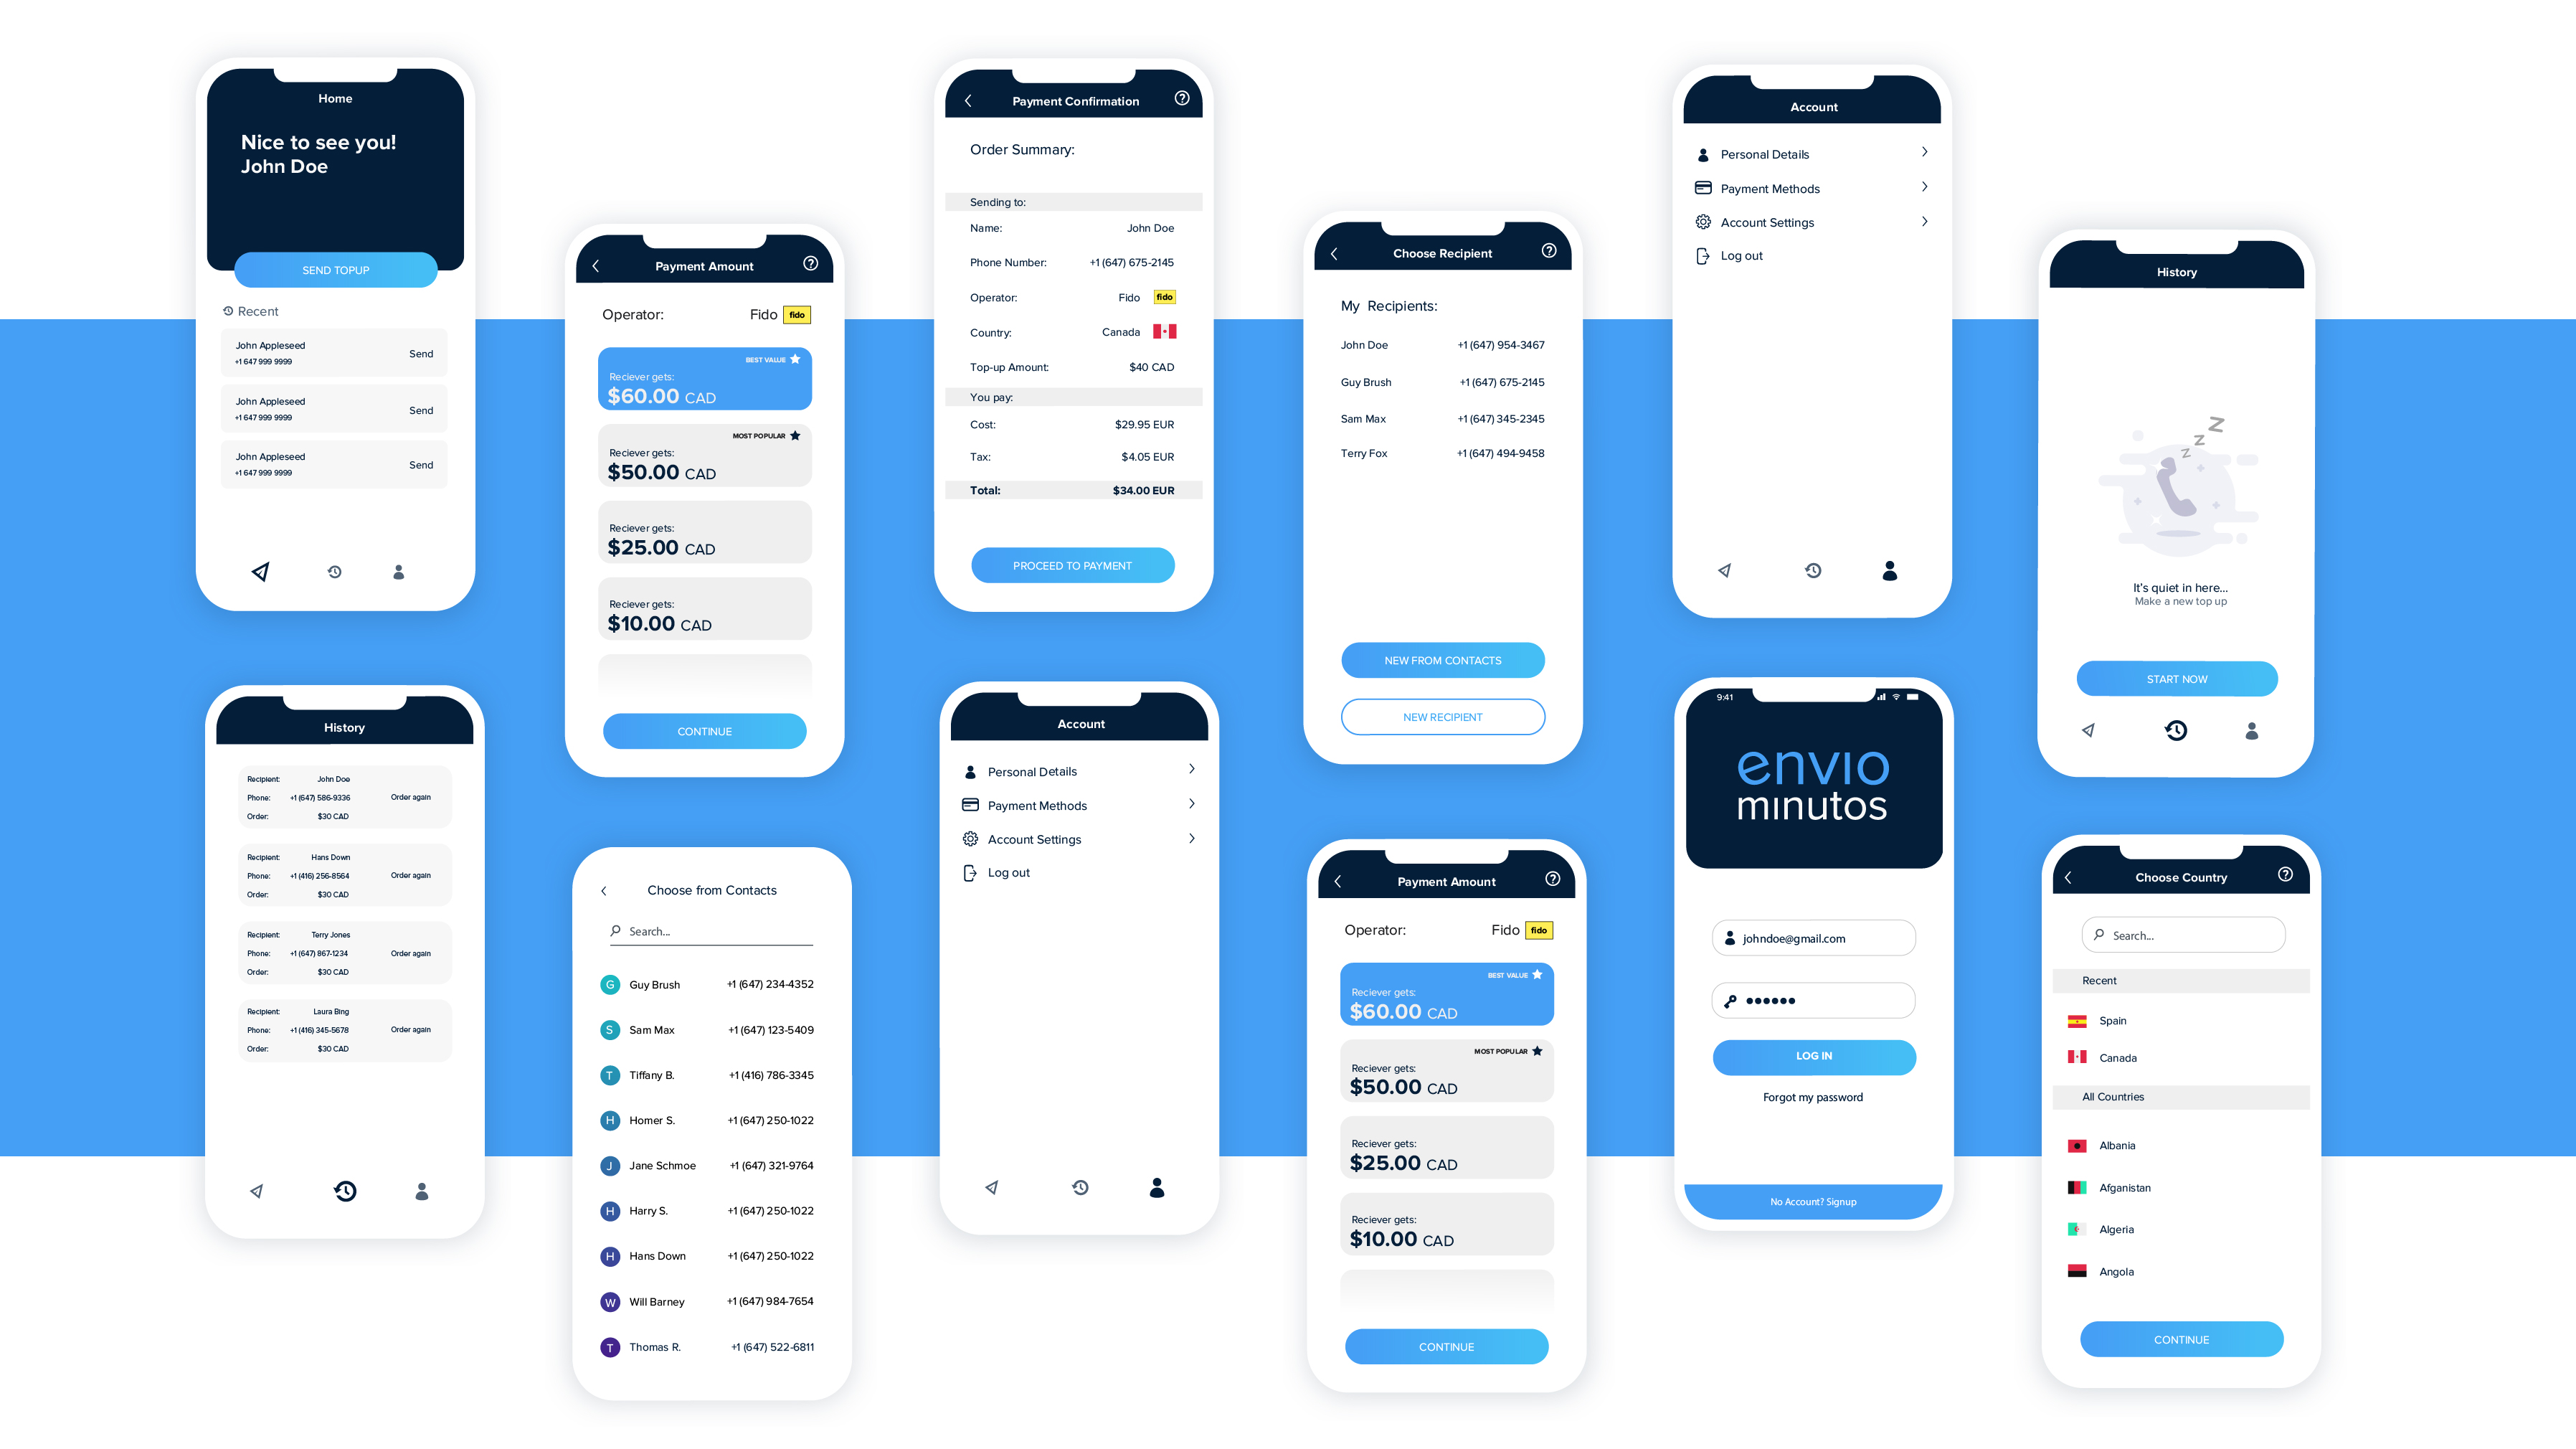 Home
Nice to see you!
John Doe
SEND TOPUP
Recent
John Appleseed
+1 647 999 9999
Send
John Appleseed
+1 647 999 9999
Send
John Appleseed
+1 647 999 9999
Send
Payment Amount
Operator: Fido fido
BEST VALUE
Reciever gets:
$60.00 CAD
MOST POPULAR
Reciever gets:
$50.00 CAD
Reciever gets:
$25.00 CAD
Reciever gets:
$10.00 CAD
CONTINUE
Payment Confirmation
Order Summary:
Sending to:
Name: John Doe
Phone Number: +1 (647) 675-2145
Operator: Fido fido
Country: Canada
Top-up Amount: $40 CAD
You pay:
Cost: $29.95 EUR
Tax: $4.05 EUR
Total: $34.00 EUR
PROCEED TO PAYMENT
Choose Recipient
My Recipients:
John Doe +1 (647) 954-3467
Guy Brush +1 (647) 675-2145
Sam Max +1 (647) 345-2345
Terry Fox +1 (647) 494-9458
NEW FROM CONTACTS
NEW RECIPIENT
Account
Personal Details
Payment Methods
Account Settings
Log out
History
z z Z
It's quiet in here...
Make a new top up
START NOW
History
Recipient: John Doe
Phone: +1 (647) 586-9336 Order again
Order: $30 CAD
Recipient: Hans Down
Phone: +1 (416) 256-8564 Order again
Order: $30 CAD
Recipient: Terry Jones
Phone: +1 (647) 867-1234 Order again
Order: $30 CAD
Recipient: Laura Bing
Phone: +1 (416) 345-5678 Order again
Order: $30 CAD
Choose from Contacts
Search...
G Guy Brush +1 (647) 234-4352
S Sam Max +1 (647) 123-5409
T Tiffany B. +1 (416) 786-3345
H Homer S. +1 (647) 250-1022
J Jane Schmoe +1 (647) 321-9764
H Harry S. +1 (647) 250-1022
H Hans Down +1 (647) 250-1022
W Will Barney +1 (647) 984-7654
T Thomas R. +1 (647) 522-6811
Account
Personal Details
Payment Methods
Account Settings
Log out
Payment Amount
Operator: Fido fido
BEST VALUE
Reciever gets:
$60.00 CAD
MOST POPULAR
Reciever gets:
$50.00 CAD
Reciever gets:
$25.00 CAD
Reciever gets:
$10.00 CAD
CONTINUE
9:41
envio
minutos
johndoe@gmail.com
LOG IN
Forgot my password
No Account? Signup
Choose Country
Search...
Recent
Spain
Canada
All Countries
Albania
Afganistan
Algeria
Angola
CONTINUE